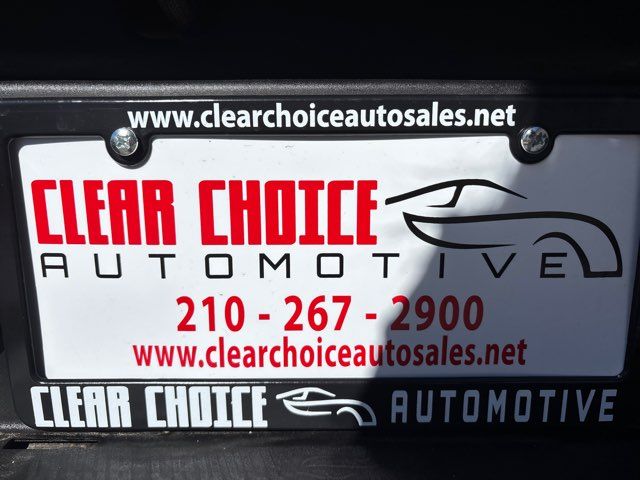 www.clearchoiceautosales.net
CLEAR CHOICE
AUTOMOTIVE
210 - 267 - 2900
www.clearchoiceautosales.net
CLEAR CHOICE AUTOMOTIVE